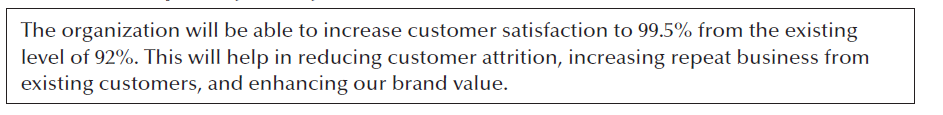 The organization will be able to increase customer satisfaction to 99.5% from the existing
level of 92%. This will help in reducing customer attrition, increasing repeat business from
existing customers, and enhancing our brand value.